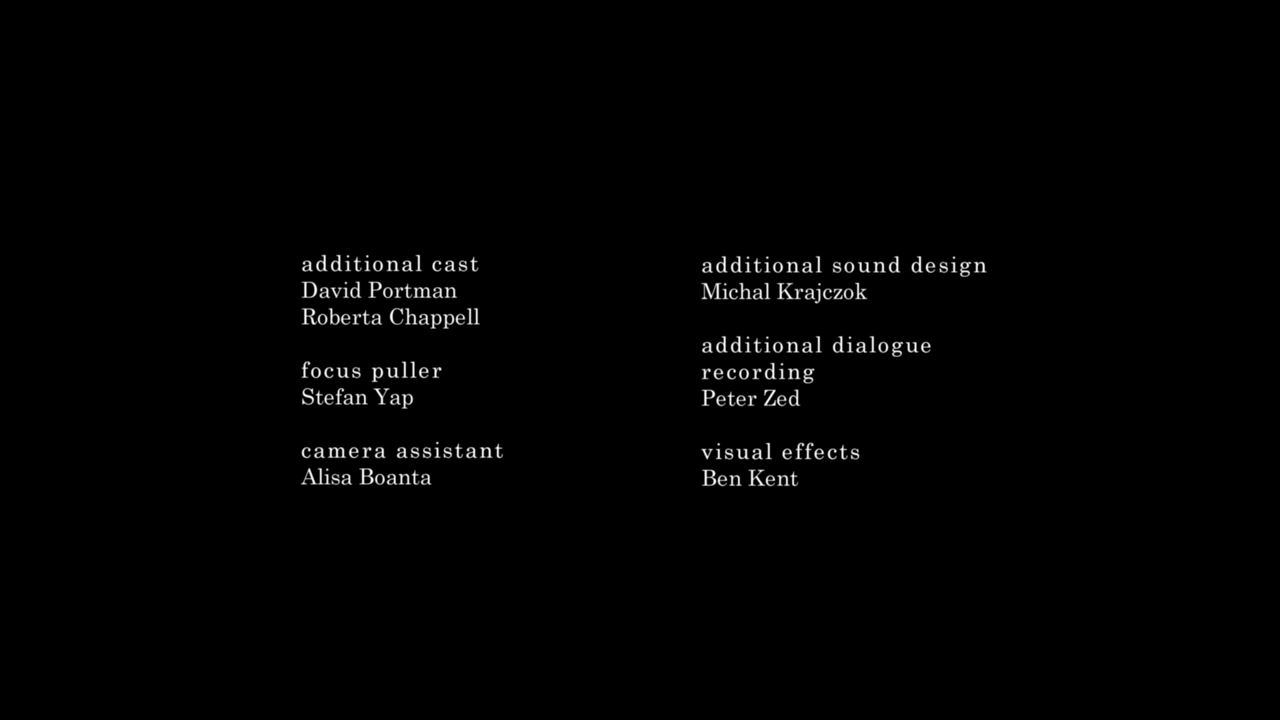 additional cast
David Portman
Roberta Chappell
focus puller
Stefan Yap
camera assistant
Alisa Boanta
additional sound design
Michal Krajczok
additional dialogue
recording
Peter Zed
visual effects
Ben Kent